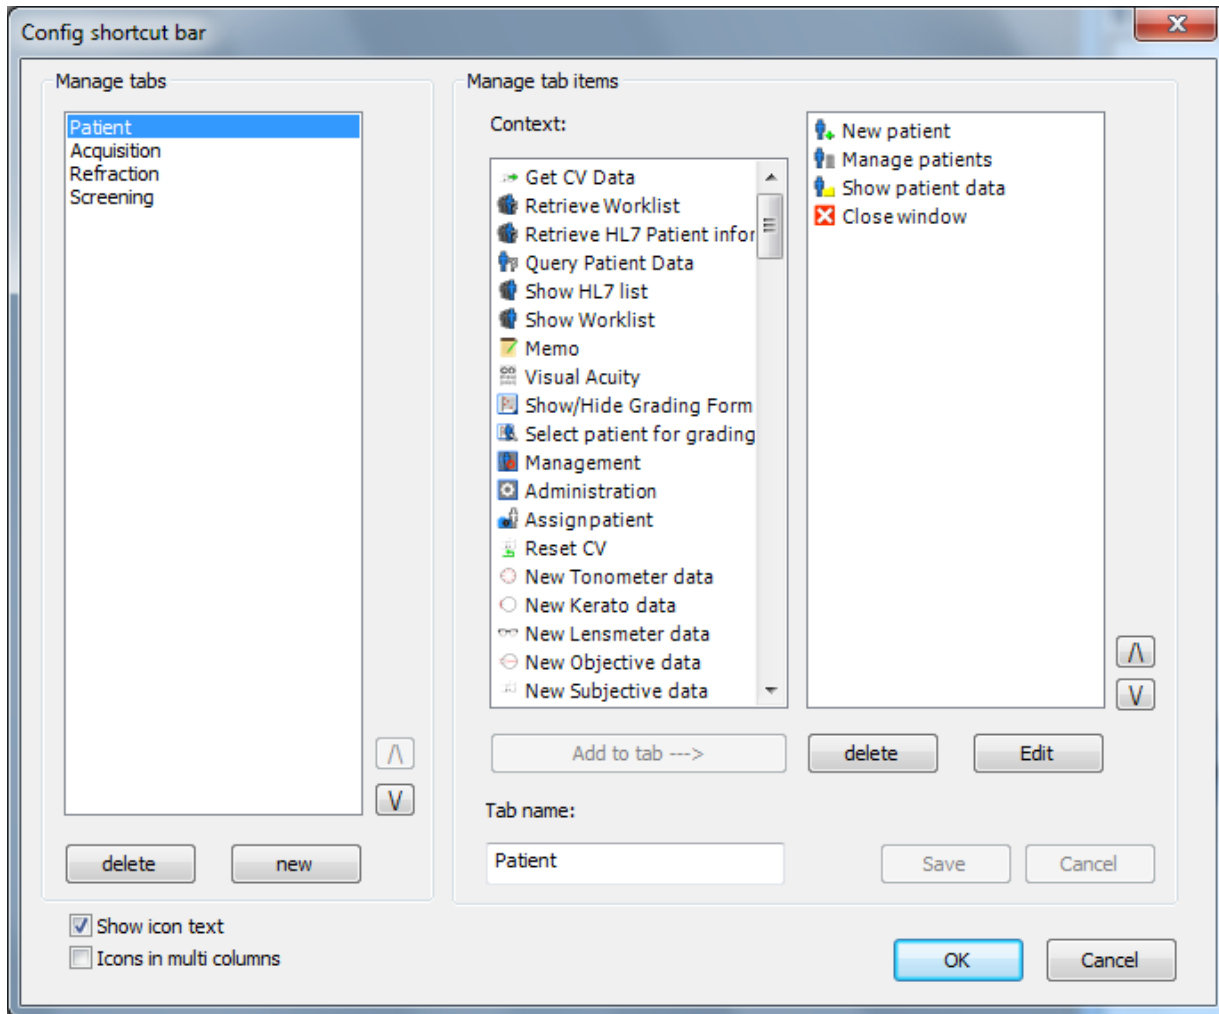 Config shortcut bar
Manage tabs
Patient
Acquisition
Refraction
Screening
/\
\/
delete
new
Manage tab items
Context:
Get CV Data
Retrieve Worklist
Retrieve HL7 Patient infor
Query Patient Data
Show HL7 list
Show Worklist
Memo
Visual Acuity
Show/Hide Grading Form
Select patient for grading
Management
Administration
Assign patient
Reset CV
New Tonometer data
New Kerato data
New Lensmeter data
New Objective data
New Subjective data
New patient
Manage patients
Show patient data
Close window
/\
\/
Add to tab --->
delete
Edit
Tab name:
Patient
Save
Cancel
Show icon text
Icons in multi columns
OK
Cancel